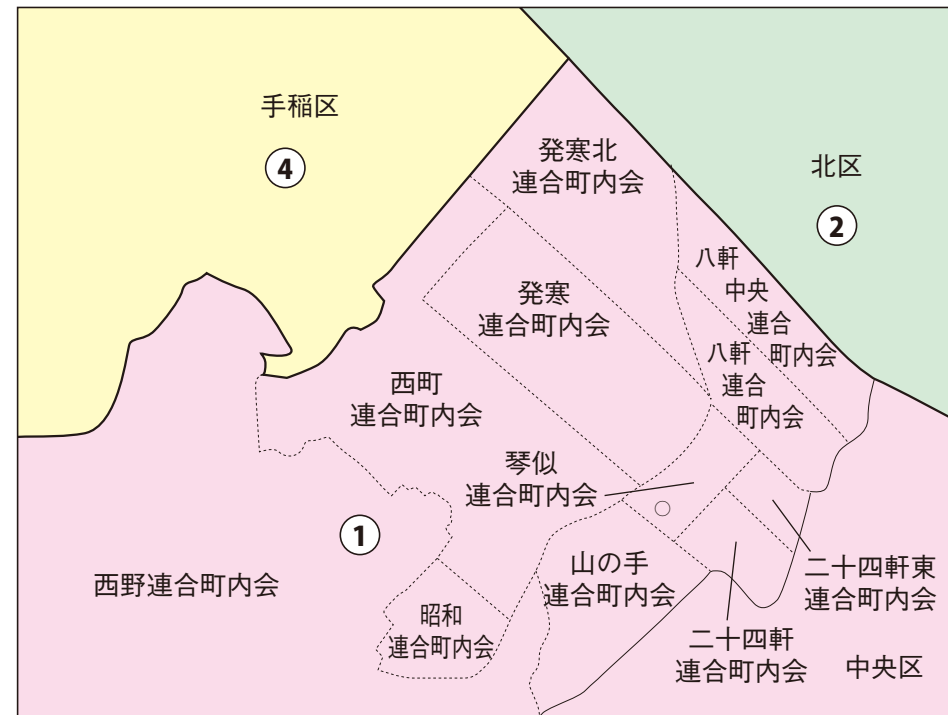 手稲区
④
北区
②
発寒北
連合町内会
八軒
中央
連合
町内会
発寒
連合町内会
八軒
連合
町内会
西町
連合町内会
琴似
連合町内会
①
西野連合町内会
山の手
連合町内会
二十四軒東
連合町内会
昭和
連合町内会
二十四軒
連合町内会
中央区